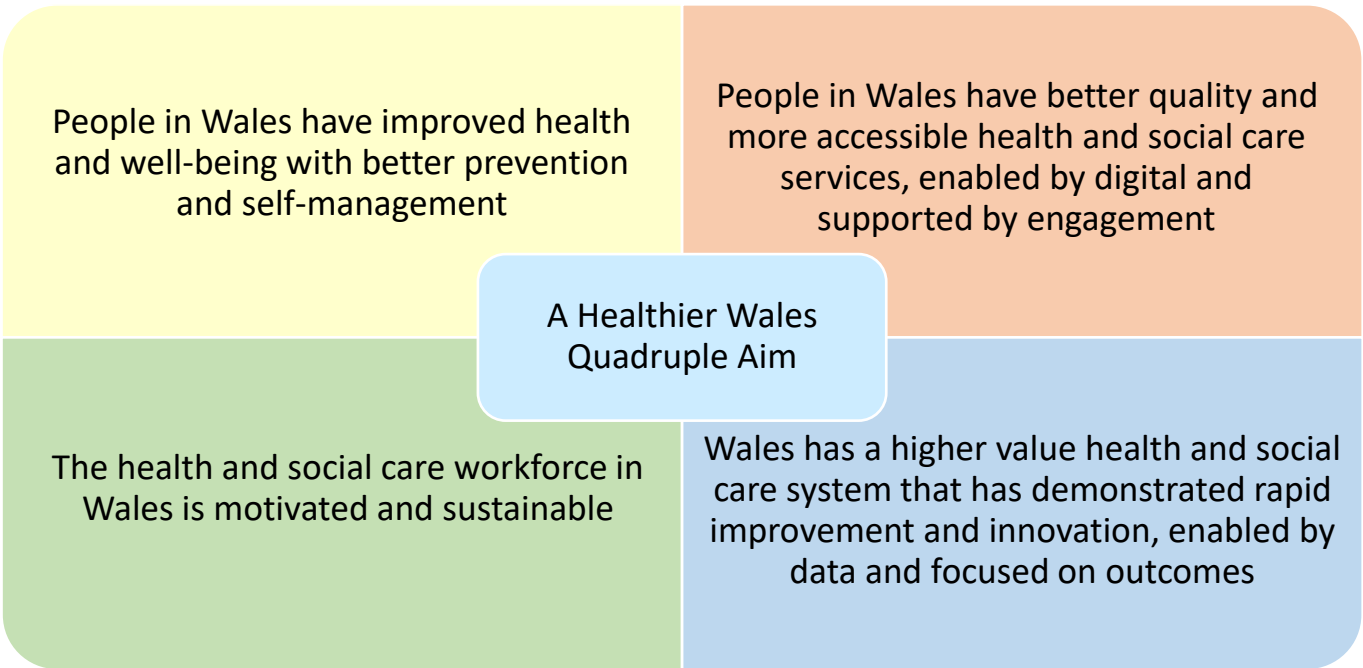 People in Wales have improved health
and well-being with better prevention
and self-management
People in Wales have better quality and
more accessible health and social care
services, enabled by digital and
supported by engagement
A Healthier Wales
Quadruple Aim
The health and social care workforce in
Wales is motivated and sustainable
Wales has a higher value health and social
care system that has demonstrated rapid
improvement and innovation, enabled by
data and focused on outcomes